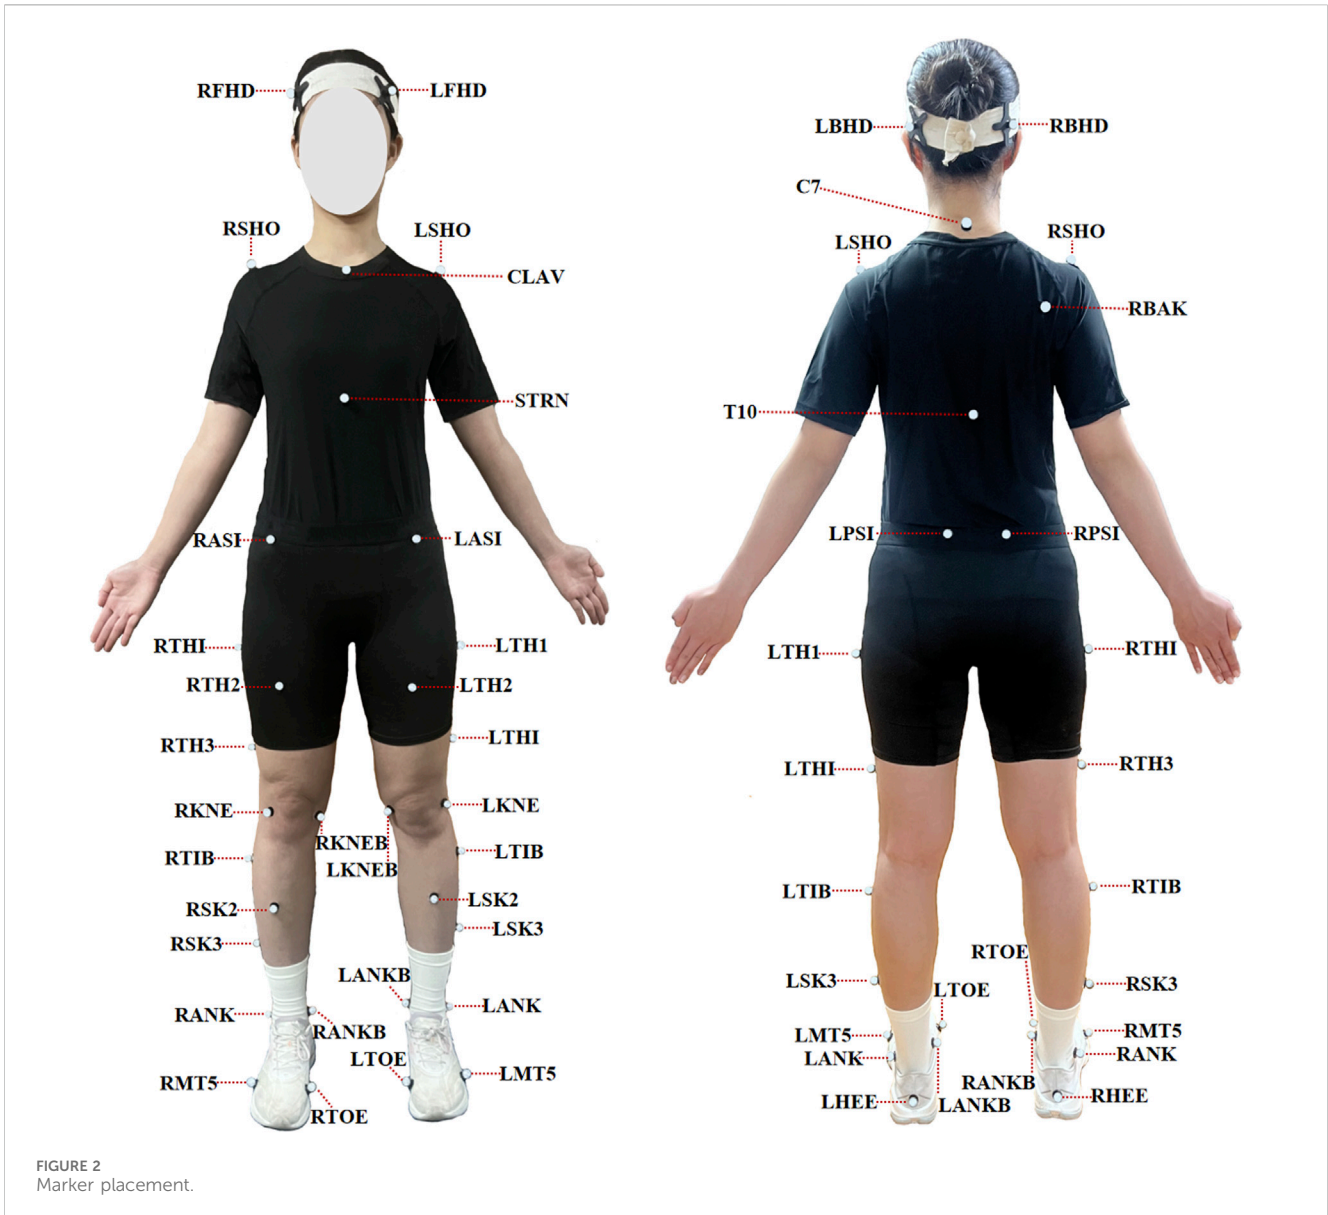 RFHD
LFHD
RSHO
LSHO
CLAV
STRN
RASI
LASI
RTHI
LTH1
RTH2
LTH2
RTH3
LTHI
RKNE
LKNE
RKNEB
LKNEB
RTIB
LTIB
RSK2
LSK2
RSK3
LSK3
LANKB
LANK
RANK
RANKB
LTOE
RMT5
LMT5
RTOE
LBHD
RBHD
C7
LSHO
RSHO
RBAK
T10
LPSI
RPSI
LTH1
RTHI
LTHI
RTH3
LTIB
RTIB
RTOE
LSK3
RSK3
LTOE
LMT5
RMT5
LANK
RANK
RANKB
LHEE
LANKB
RHEE
FIGURE 2
Marker placement.